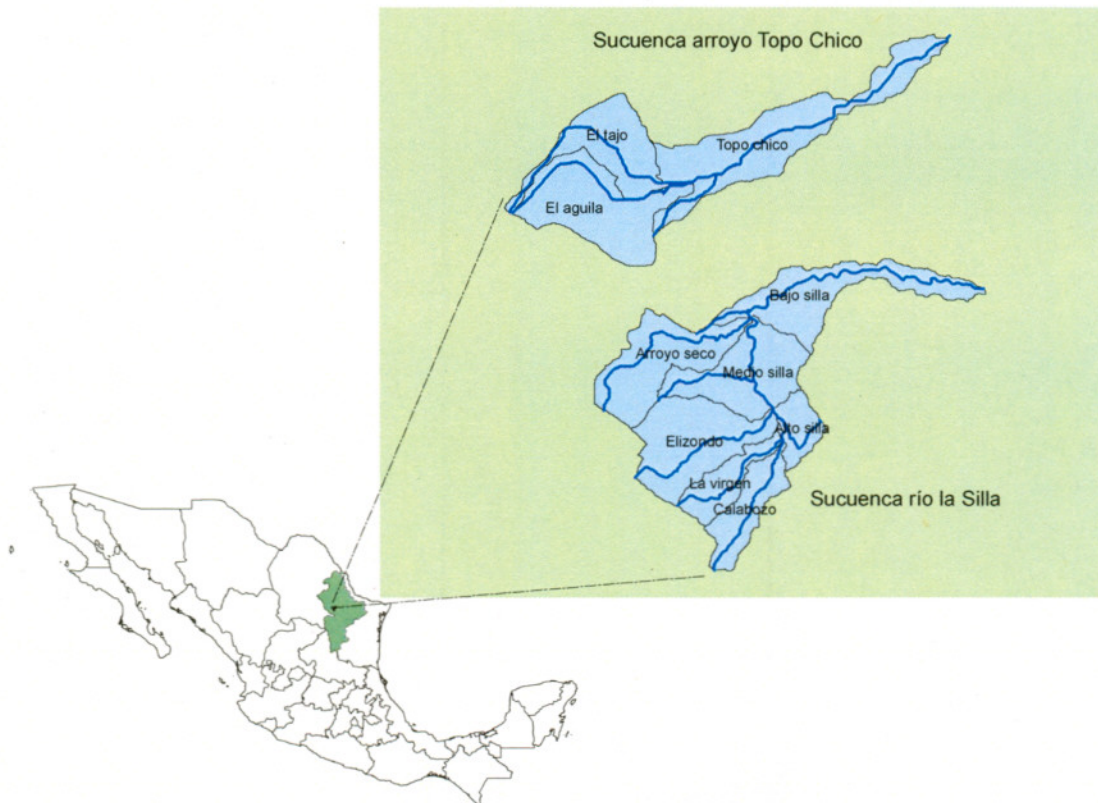 Sucuenca arroyo Topo Chico
El tajo
Topo chico
El aguila
Bajo silla
Arroyo seco
Medio silla
Alto silla
Elizondo
La virgen
Calabozo
Sucuenca río la Silla